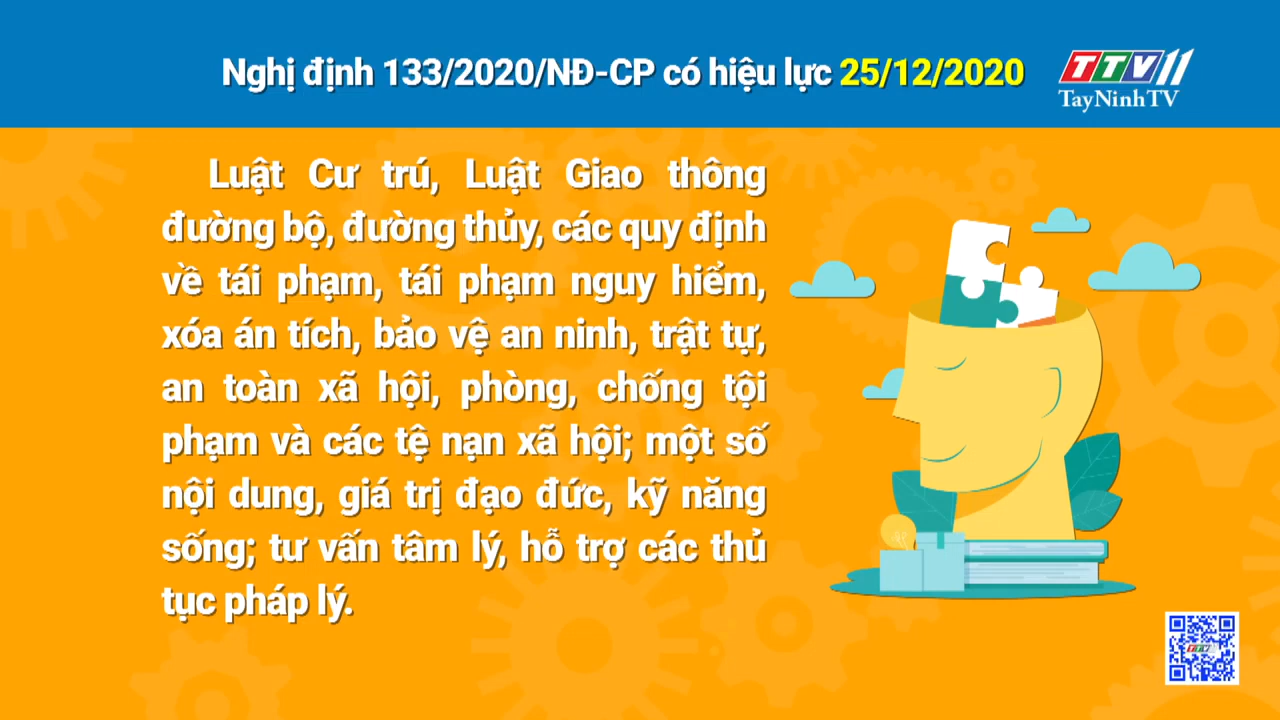 Nghị định 133/2020/NĐ-CP có hiệu lực 25/12/2020
TTV11
TayNinhTV
Luật Cư trú, Luật Giao thông
đường bộ, đường thủy, các quy định
về tái phạm, tái phạm nguy hiểm,
xóa án tích, bảo vệ an ninh, trật tự,
an toàn xã hội, phòng, chống tội
phạm và các tệ nạn xã hội; một số
nội dung, giá trị đạo đức, kỹ năng
sống; tư vấn tâm lý, hỗ trợ các thủ
tục pháp lý.
TTV11